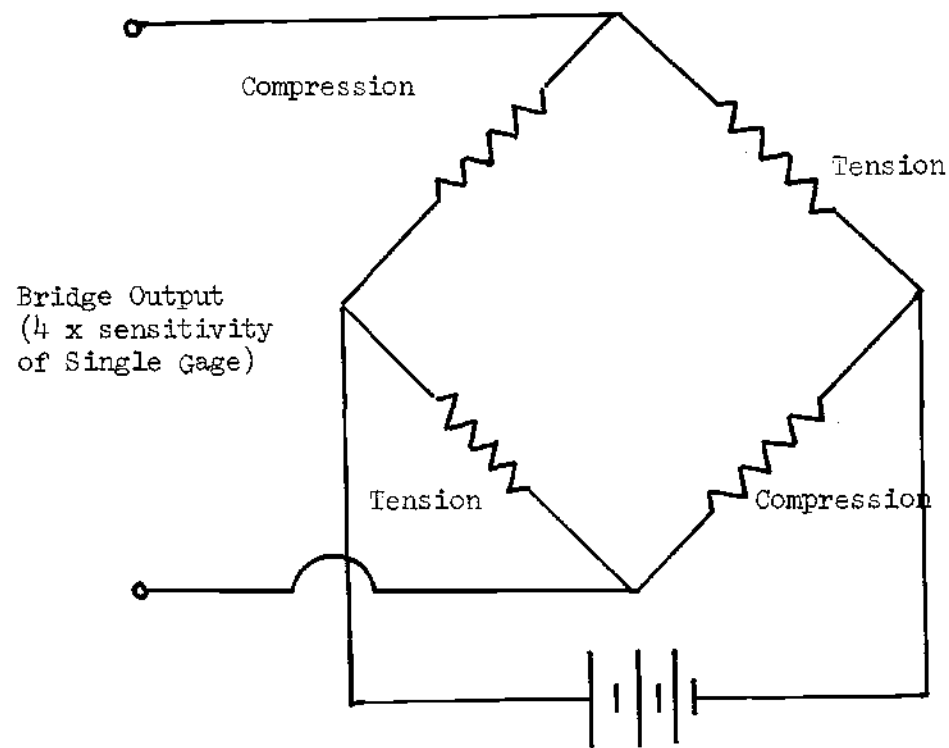 Compression
Tension
Bridge Output
(4 x sensitivity
of Single Gage)
Tension
Compression